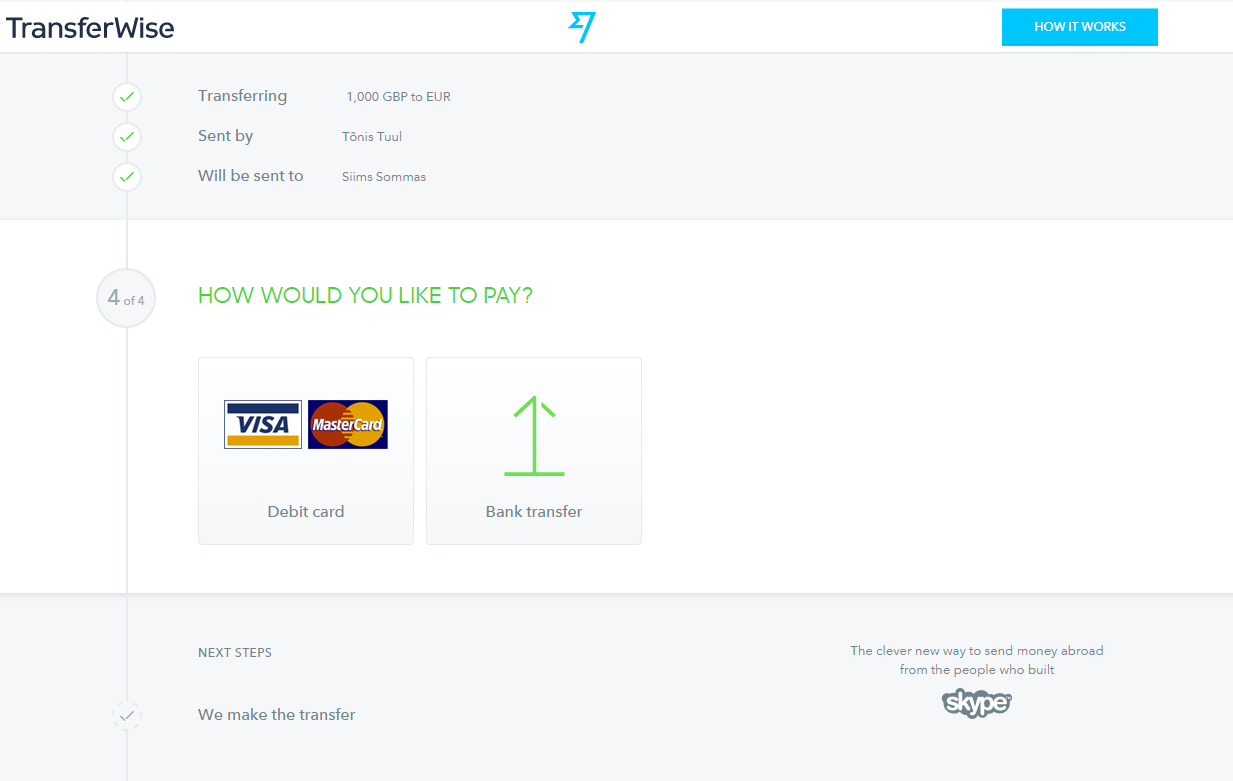 TransferWise
HOW IT WORKS
Transferring 1,000 GBP to EUR
Sent by Tõnis Tuul
Will be sent to Siims Sommas
4 of 4
HOW WOULD YOU LIKE TO PAY?
VISA MasterCard
Debit card
Bank transfer
NEXT STEPS
The clever new way to send money abroad
from the people who built
skype
We make the transfer